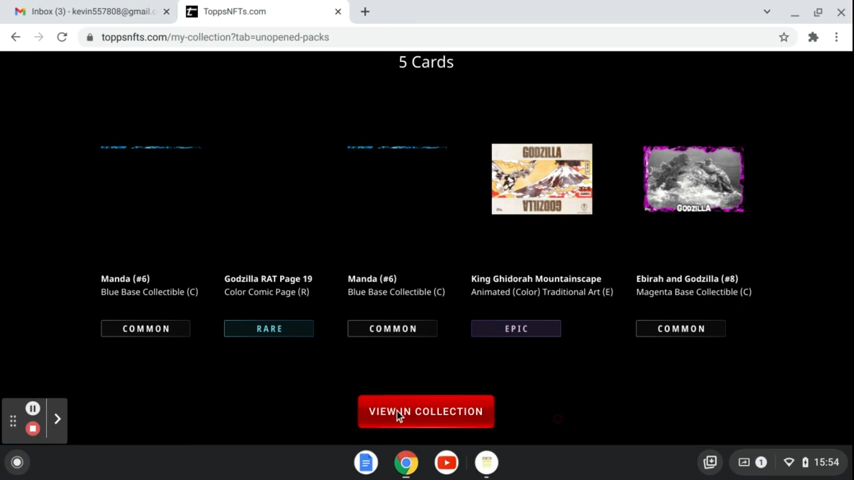 Inbox (3) - kevin557808@gmail.c
ToppsNFTs.com
toppsnfts.com/my-collection?tab=unopened-packs
5 Cards
GODZILLA
GODZILLA
GODZILLA
Manda (#6)
Blue Base Collectible (C)
COMMON
Godzilla RAT Page 19
Color Comic Page (R)
RARE
Manda (#6)
Blue Base Collectible (C)
COMMON
King Ghidorah Mountainscape
Animated (Color) Traditional Art (E)
EPIC
Ebirah and Godzilla (#8)
Magenta Base Collectible (C)
COMMON
VIEW IN COLLECTION
1
15:54